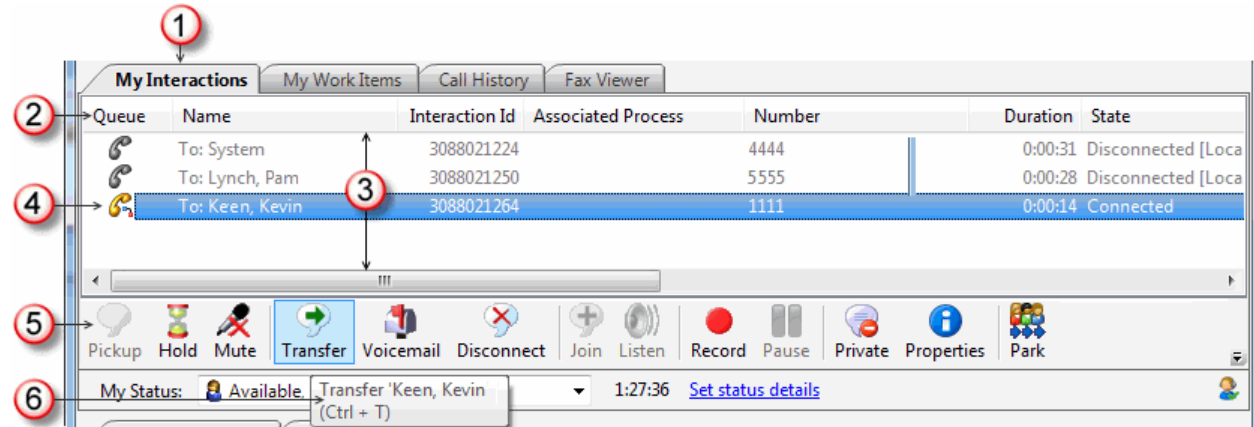 1
My Interactions My Work Items Call History Fax Viewer
2 Queue Name Interaction Id Associated Process Number Duration State
To: System 3088021224 4444 0:00:31 Disconnected [Loca
To: Lynch, Pam 3088021250 5555 0:00:28 Disconnected [Loca
3
4 To: Keen, Kevin 3088021264 1111 0:00:14 Connected
5
Pickup Hold Mute Transfer Voicemail Disconnect Join Listen Record Pause Private Properties Park
6 My Status: Available, 1:27:36 Set status details
Transfer 'Keen, Kevin
(Ctrl + T)